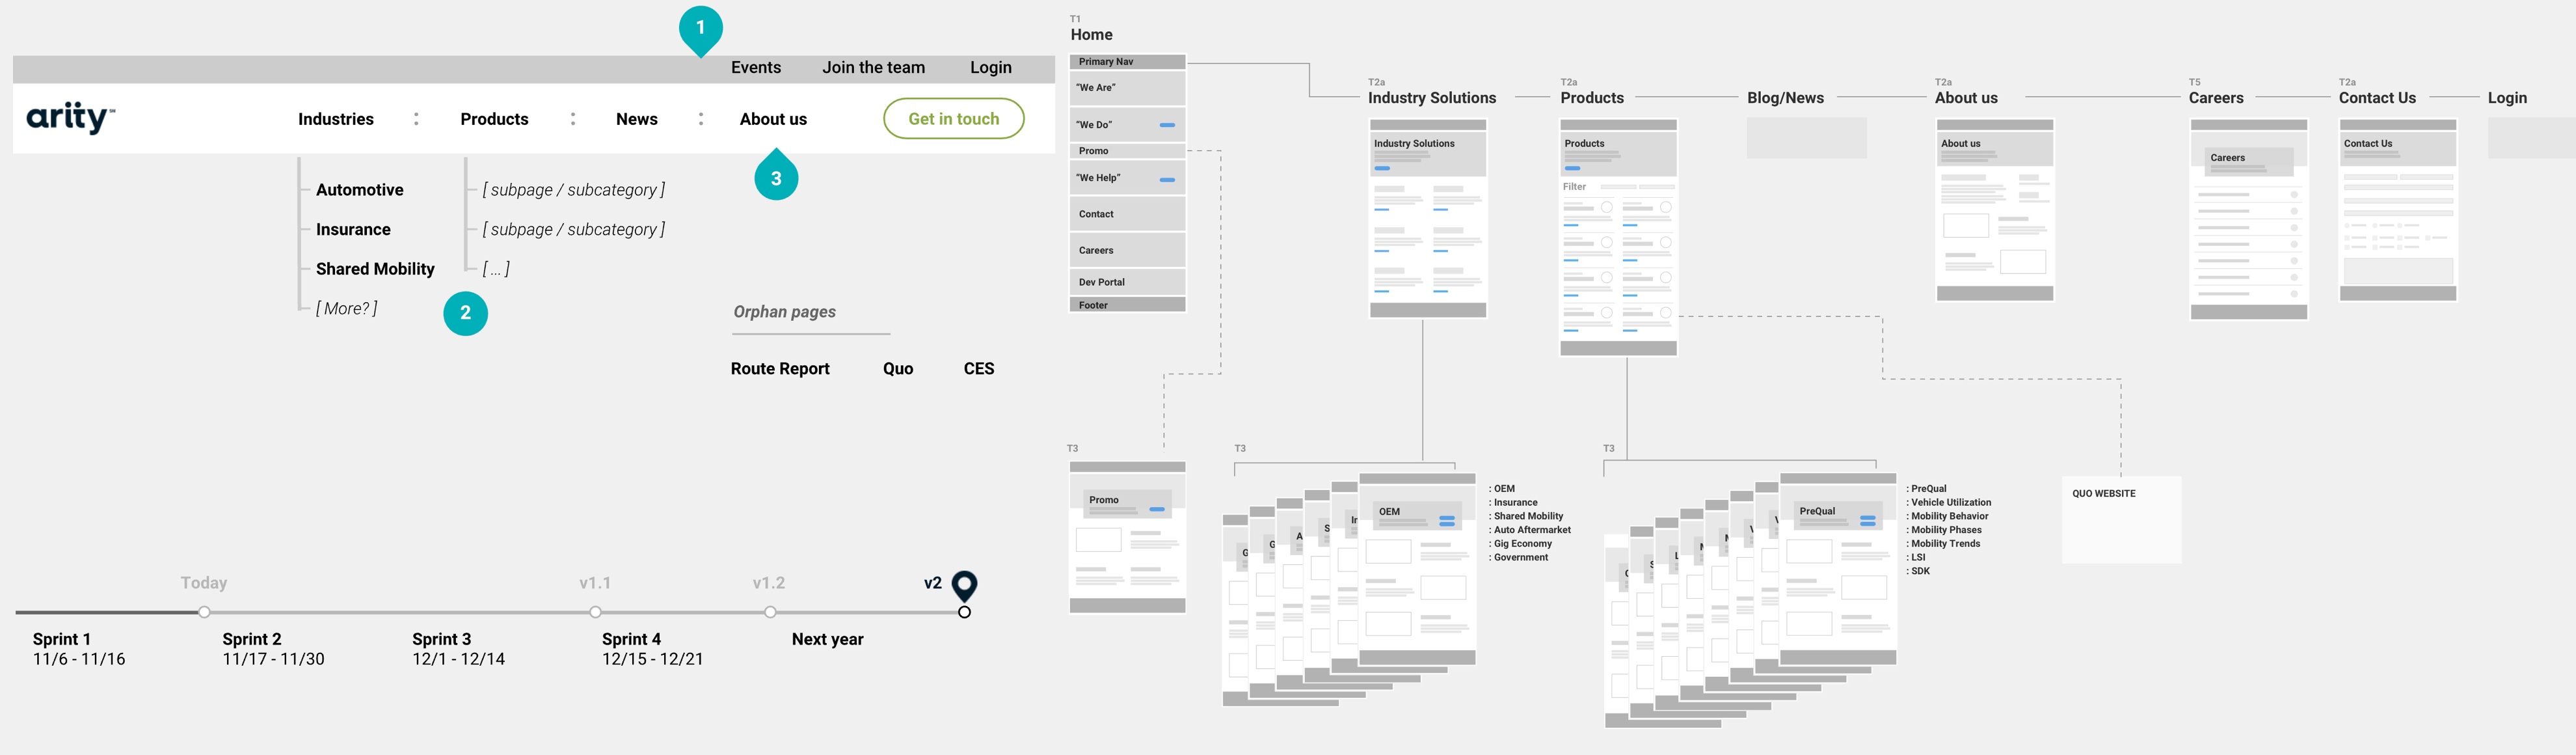 1
Events Join the team Login
arity℠
Industries : Products : News : About us
Get in touch
3
Automotive
Insurance
Shared Mobility
[ More? ]
[ subpage / subcategory ]
[ subpage / subcategory ]
[ ... ]
2
Orphan pages
Route Report Quo CES
Today v1.1 v1.2 v2
Sprint 1
11/6 - 11/16
Sprint 2
11/17 - 11/30
Sprint 3
12/1 - 12/14
Sprint 4
12/15 - 12/21
Next year
T1
Home
Primary Nav
“We Are”
“We Do”
Promo
“We Help”
Contact
Careers
Dev Portal
Footer
T2a
Industry Solutions
Industry Solutions
T2a
Products
Products
Filter
Blog/News
T2a
About us
About us
T5
Careers
Careers
T2a
Contact Us
Contact Us
Login
T3
Promo
T3
G
G
A
S
In
OEM
: OEM
: Insurance
: Shared Mobility
: Auto Aftermarket
: Gig Economy
: Government
T3
S
L
M
M
V
PreQual
: PreQual
: Vehicle Utilization
: Mobility Behavior
: Mobility Phases
: Mobility Trends
: LSI
: SDK
QUO WEBSITE